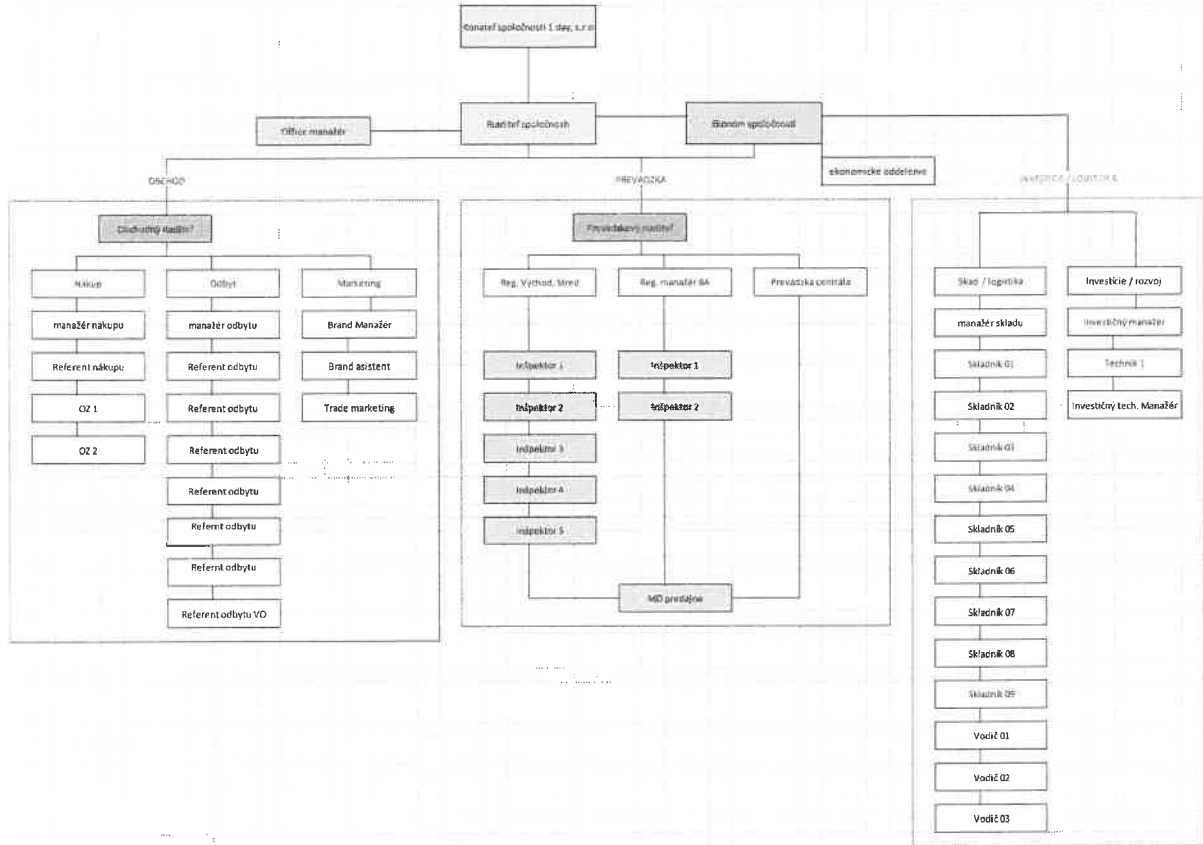 Konateľ spoločnosti 1 day, s.r.o
Riaditeľ spoločnosti
Ekonóm spoločnosti
Office manažér
ekonomické oddelenie
OBCHOD
PREVÁDZKA
INVESTÍCIE / LOGISTIKA
Obchodný riaditeľ
Prevádzkový riaditeľ
Nákup
Odbyt
Marketing
Reg. Východ, Stred
Reg. manažér BA
Prevádzka centrála
Sklad / logistika
Investície / rozvoj
manažér nákupu
manažér odbytu
Brand Manažér
manažér skladu
Investičný manažér
Referent nákupu
Referent odbytu
Brand asistent
Inšpektor 1
Inšpektor 1
Skladník 01
Technik 1
OZ 1
Referent odbytu
Trade marketing
Inšpektor 2
Inšpektor 2
Skladník 02
Investičný tech. Manažér
OZ 2
Referent odbytu
Inšpektor 3
Skladník 03
Referent odbytu
Inšpektor 4
Skladník 04
Refernt odbytu
Inšpektor 5
Skladník 05
Refernt odbytu
Skladník 06
Referent odbytu VO
MD predajne
Skladník 07
Skladník 08
Skladník 09
Vodič 01
Vodič 02
Vodič 03